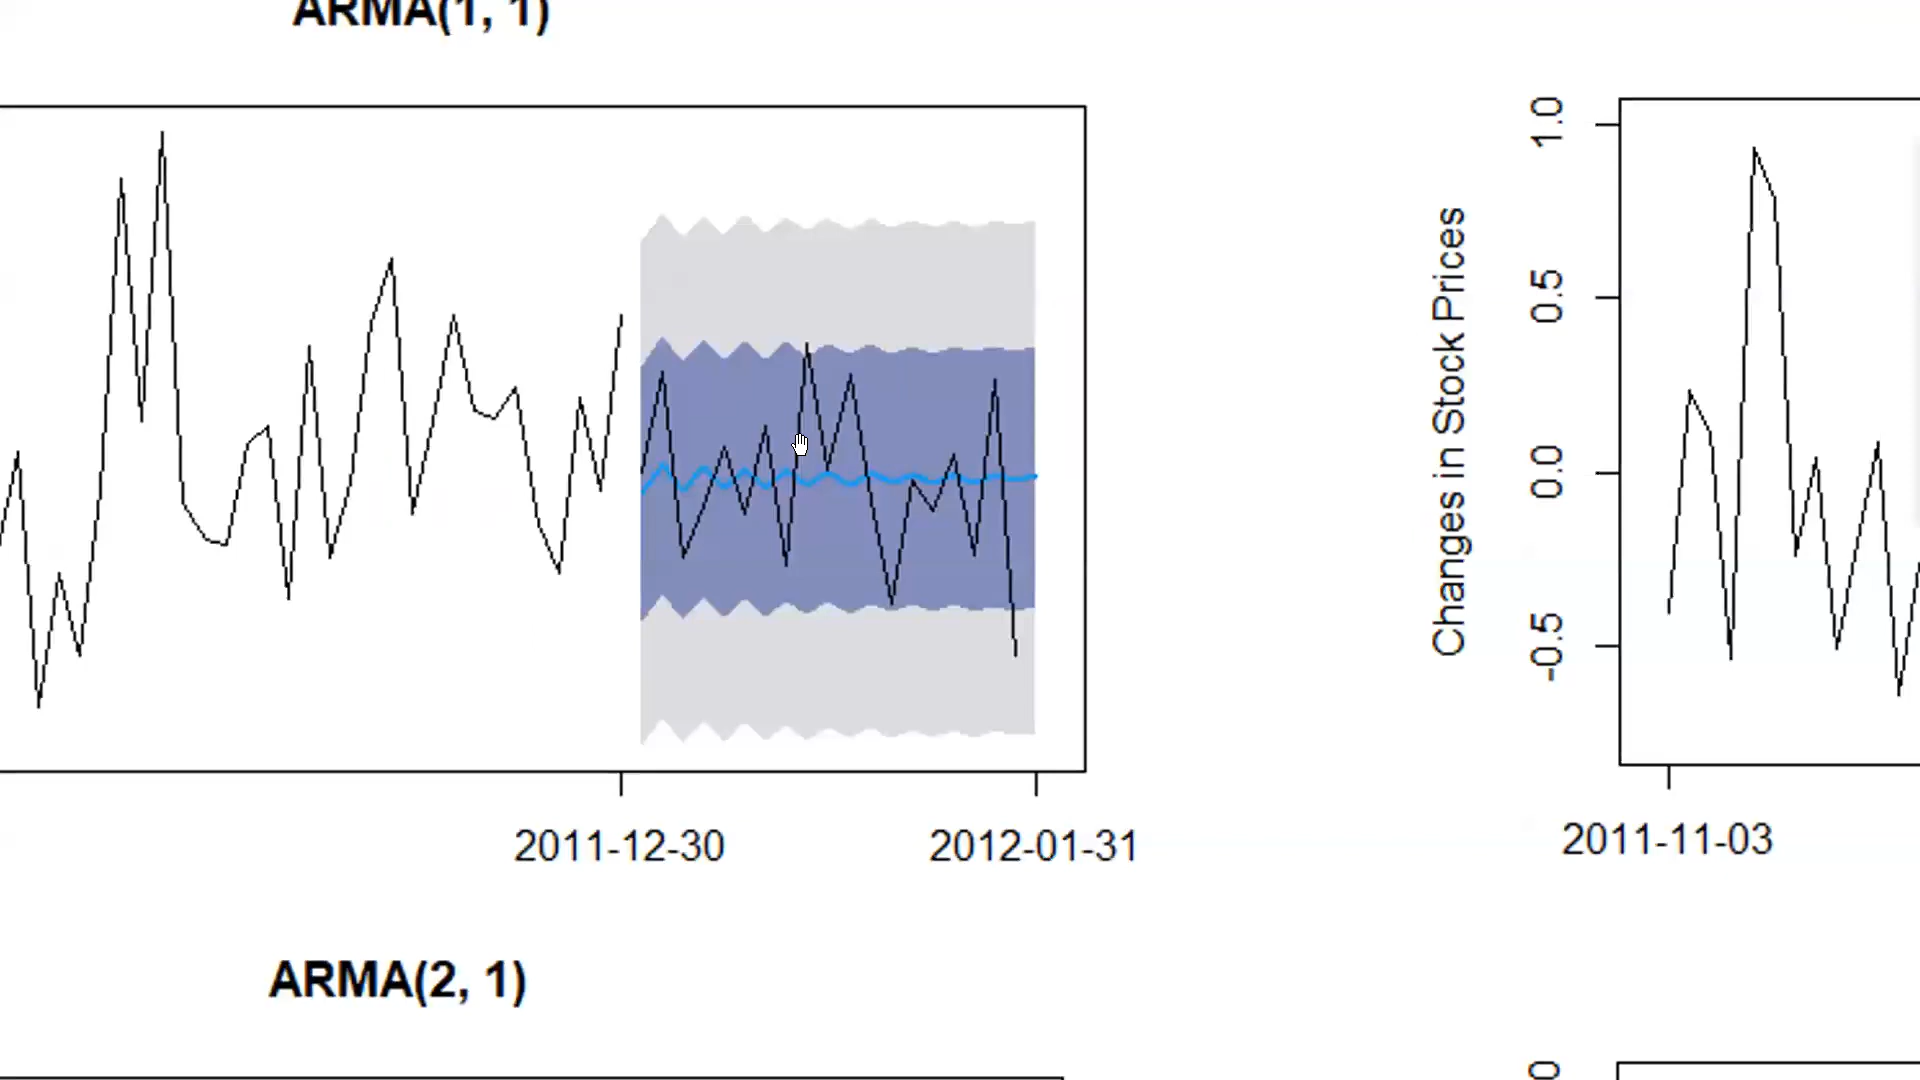 ARMA(1, 1)
2011-12-30
2012-01-31
Changes in Stock Prices
1.0
0.5
0.0
-0.5
2011-11-03
ARMA(2, 1)